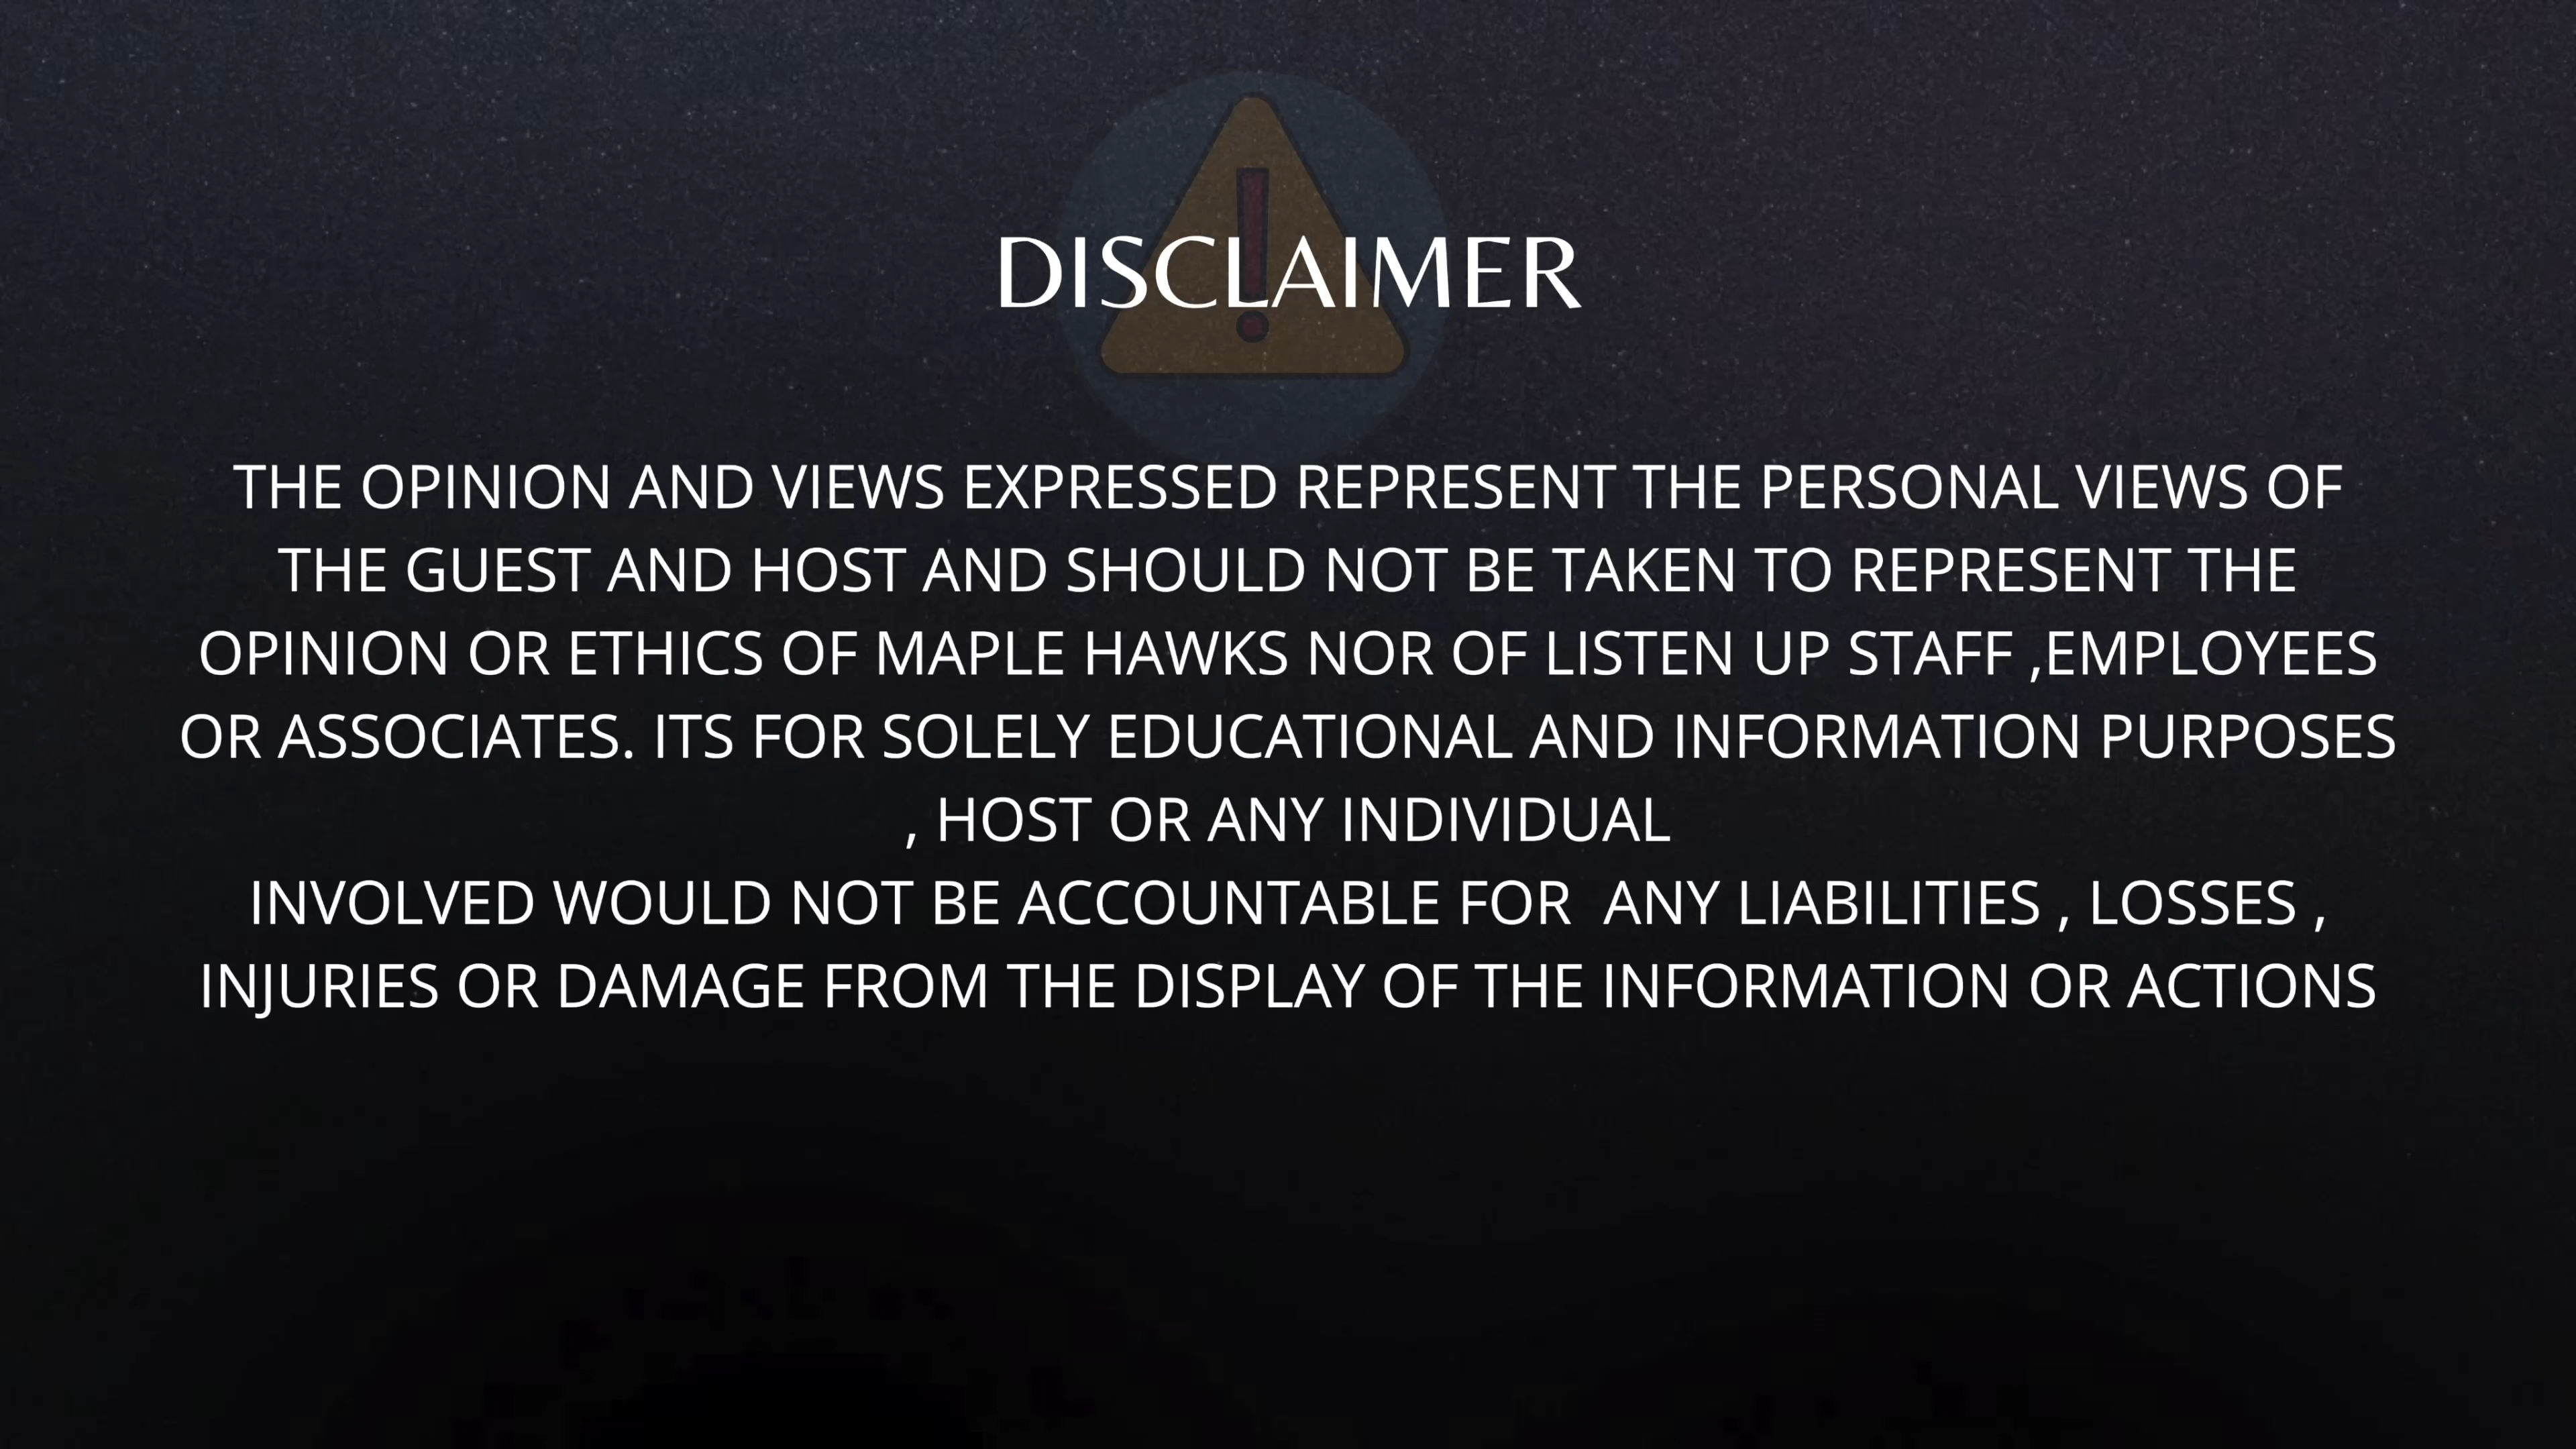 DISCLAIMER
THE OPINION AND VIEWS EXPRESSED REPRESENT THE PERSONAL VIEWS OF
THE GUEST AND HOST AND SHOULD NOT BE TAKEN TO REPRESENT THE
OPINION OR ETHICS OF MAPLE HAWKS NOR OF LISTEN UP STAFF ,EMPLOYEES
OR ASSOCIATES. ITS FOR SOLELY EDUCATIONAL AND INFORMATION PURPOSES
, HOST OR ANY INDIVIDUAL
INVOLVED WOULD NOT BE ACCOUNTABLE FOR  ANY LIABILITIES , LOSSES ,
INJURIES OR DAMAGE FROM THE DISPLAY OF THE INFORMATION OR ACTIONS